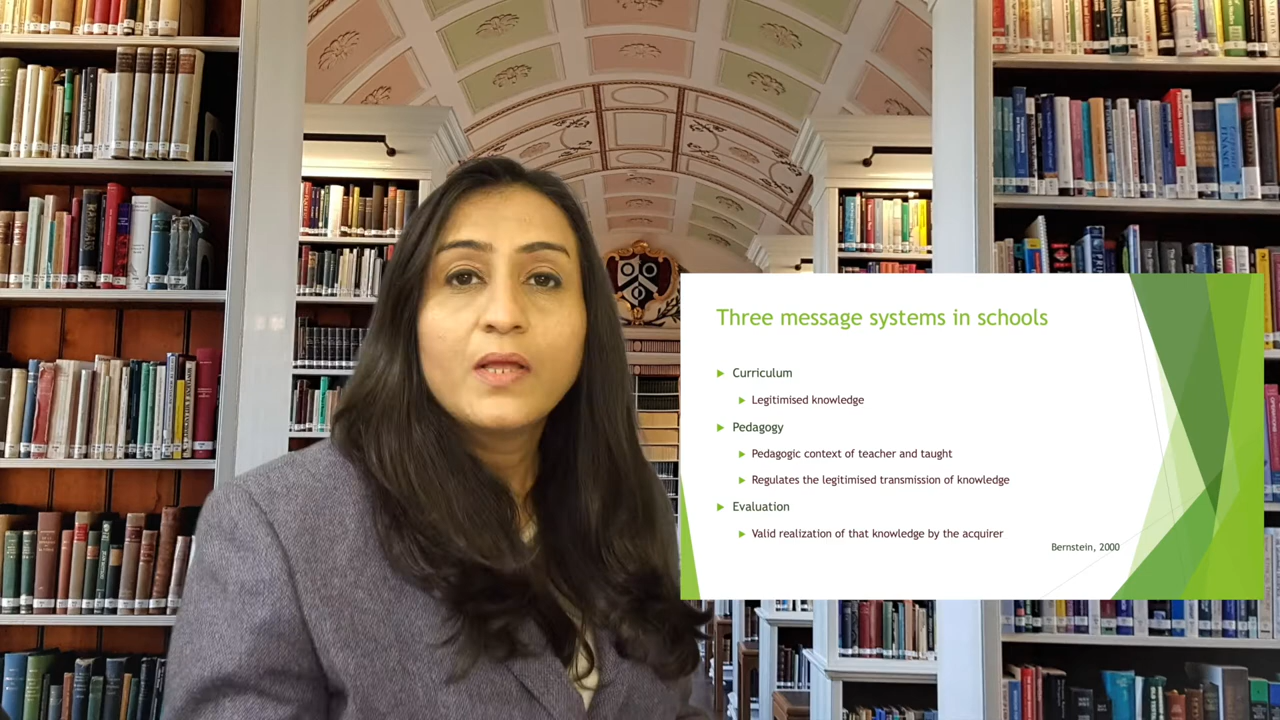 Three message systems in schools
Curriculum
Legitimised knowledge
Pedagogy
Pedagogic context of teacher and taught
Regulates the legitimised transmission of knowledge
Evaluation
Valid realization of that knowledge by the acquirer
Bernstein, 2000